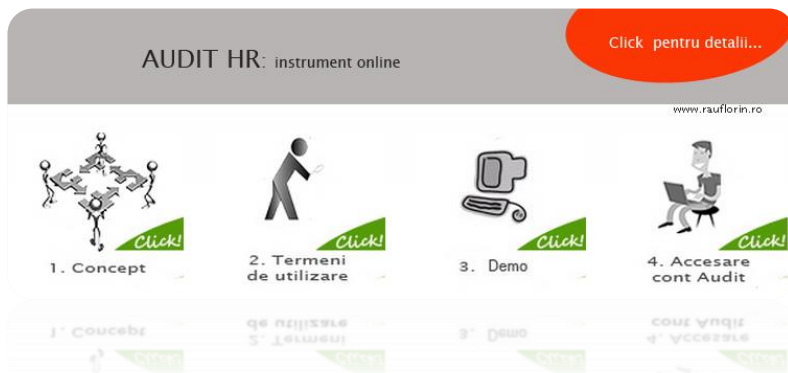 AUDIT HR: instrument online
Click pentru detalii...
www.rauflorin.ro
Click!
Click!
Click!
Click!
1. Concept
2. Termeni
de utilizare
3. Demo
4. Accesare
cont Audit